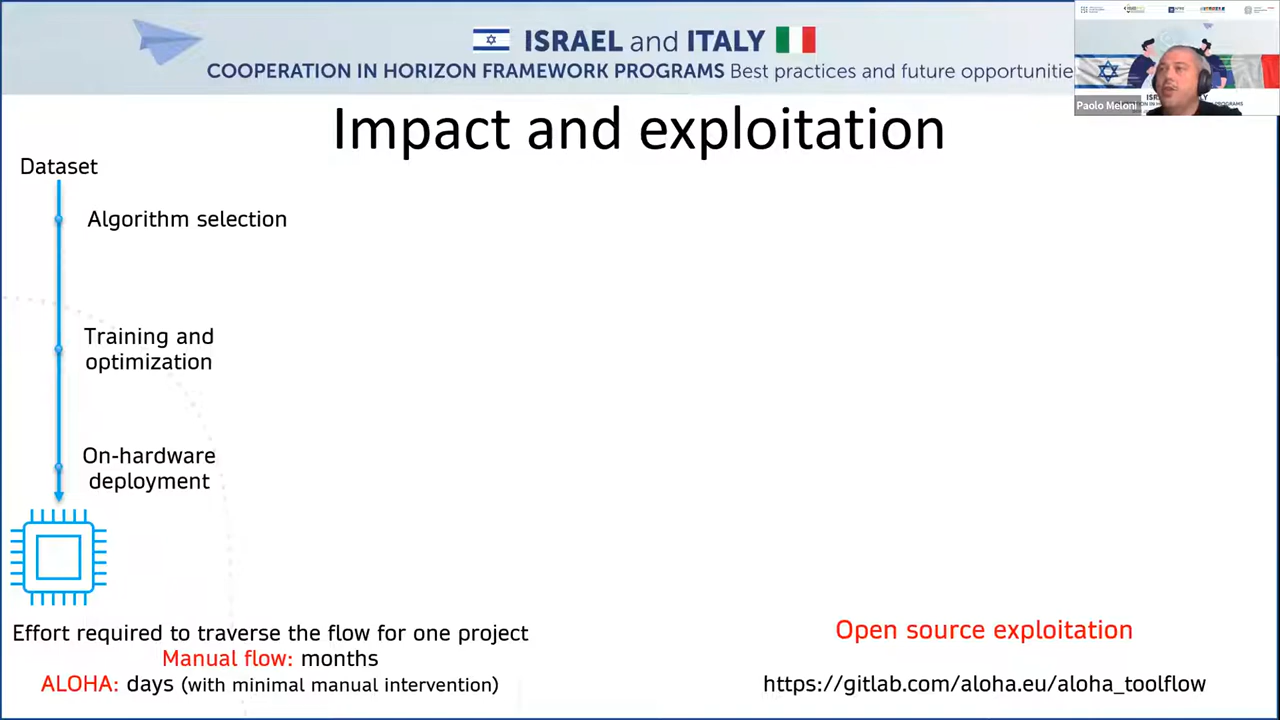 ISRAEL and ITALY
COOPERATION IN HORIZON FRAMEWORK PROGRAMS Best practices and future opportunitie
Paolo Meloni
Impact and exploitation
Dataset
Algorithm selection
Training and
optimization
On-hardware
deployment
Effort required to traverse the flow for one project
Manual flow: months
ALOHA: days (with minimal manual intervention)
Open source exploitation
https://gitlab.com/aloha.eu/aloha_toolflow